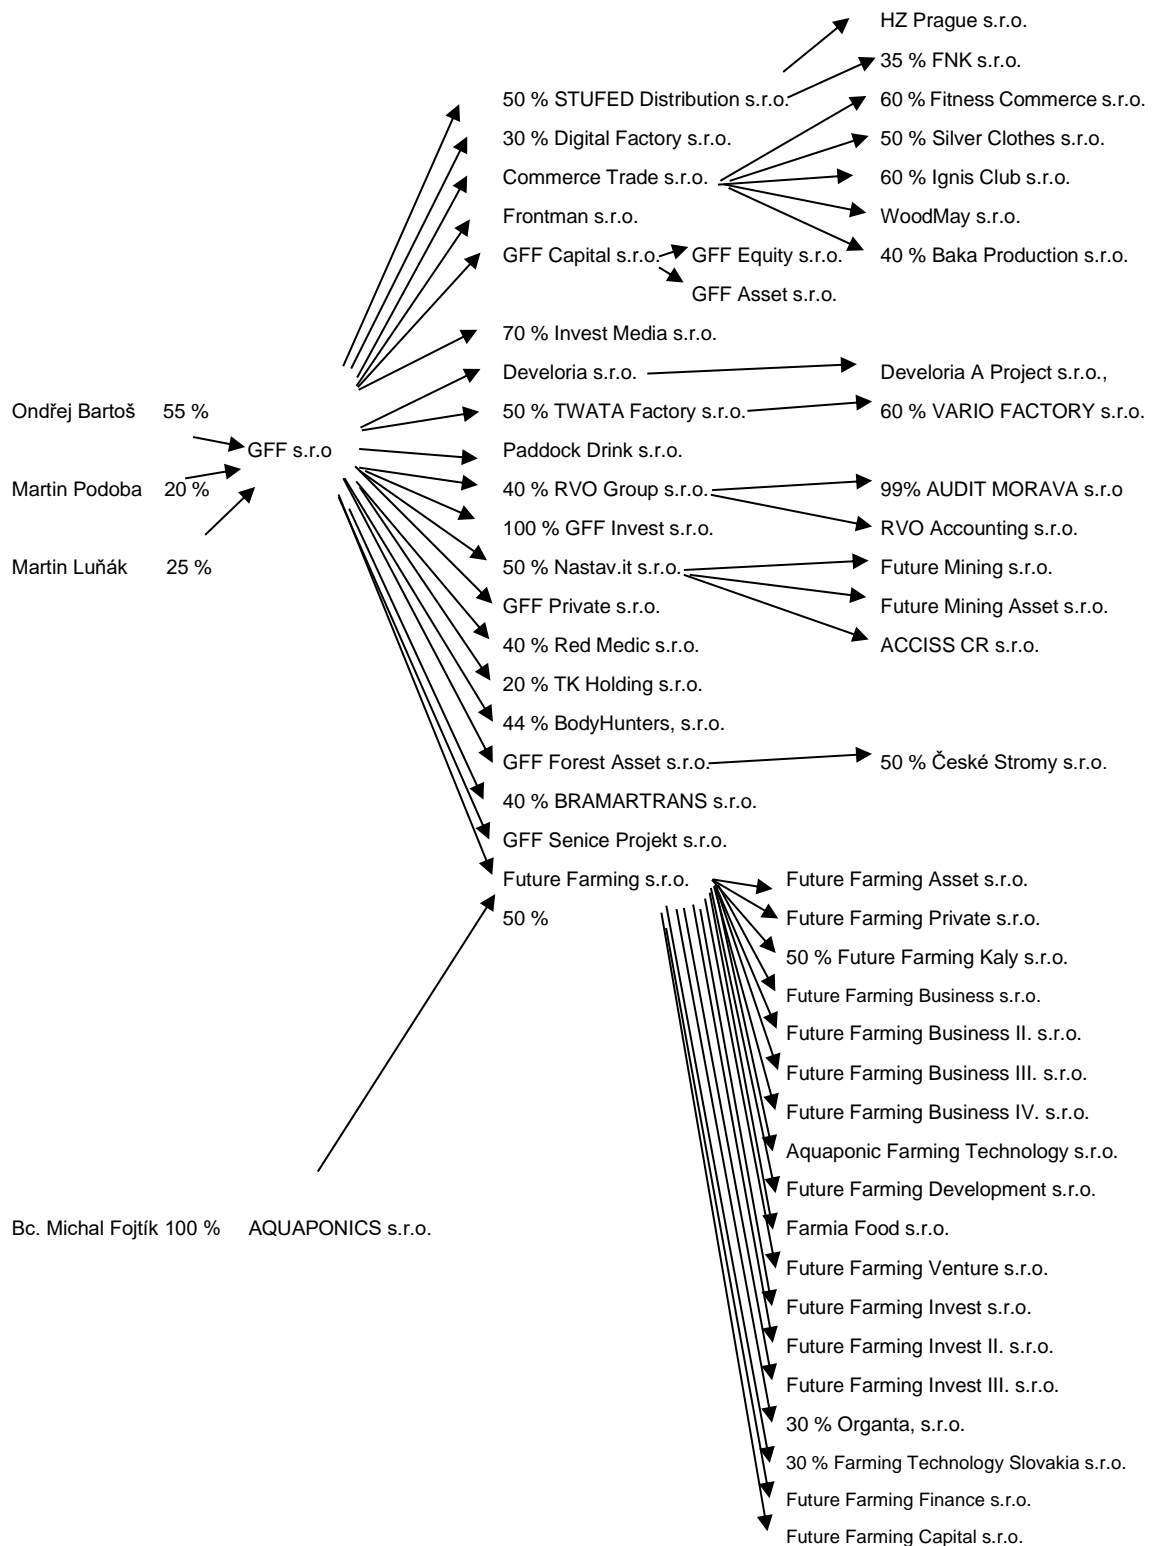 HZ Prague s.r.o.
35 % FNK s.r.o.
50 % STUFED Distribution s.r.o. 60 % Fitness Commerce s.r.o.
30 % Digital Factory s.r.o. 50 % Silver Clothes s.r.o.
Commerce Trade s.r.o. 60 % Ignis Club s.r.o.
Frontman s.r.o. WoodMay s.r.o.
GFF Capital s.r.o. GFF Equity s.r.o. 40 % Baka Production s.r.o.
GFF Asset s.r.o.
70 % Invest Media s.r.o.
Develoria s.r.o. Develoria A Project s.r.o.,
Ondřej Bartoš 55 % 50 % TWATA Factory s.r.o. 60 % VARIO FACTORY s.r.o.
GFF s.r.o Paddock Drink s.r.o.
Martin Podoba 20 % 40 % RVO Group s.r.o. 99% AUDIT MORAVA s.r.o
100 % GFF Invest s.r.o. RVO Accounting s.r.o.
Martin Luňák 25 % 50 % Nastav.it s.r.o. Future Mining s.r.o.
GFF Private s.r.o. Future Mining Asset s.r.o.
40 % Red Medic s.r.o. ACCISS CR s.r.o.
20 % TK Holding s.r.o.
44 % BodyHunters, s.r.o.
GFF Forest Asset s.r.o. 50 % České Stromy s.r.o.
40 % BRAMARTRANS s.r.o.
GFF Senice Projekt s.r.o.
Future Farming s.r.o. Future Farming Asset s.r.o.
50 % Future Farming Private s.r.o.
50 % Future Farming Kaly s.r.o.
Future Farming Business s.r.o.
Future Farming Business II. s.r.o.
Future Farming Business III. s.r.o.
Future Farming Business IV. s.r.o.
Aquaponic Farming Technology s.r.o.
Future Farming Development s.r.o.
Bc. Michal Fojtík 100 % AQUAPONICS s.r.o. Farmia Food s.r.o.
Future Farming Venture s.r.o.
Future Farming Invest s.r.o.
Future Farming Invest II. s.r.o.
Future Farming Invest III. s.r.o.
30 % Organta, s.r.o.
30 % Farming Technology Slovakia s.r.o.
Future Farming Finance s.r.o.
Future Farming Capital s.r.o.